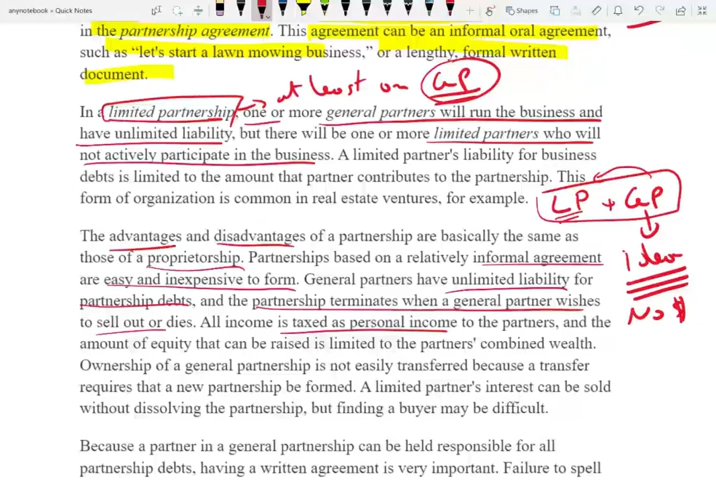 anynotebook » Quick Notes
Shapes
in the partnership agreement. This agreement can be an informal oral agreement,
such as “let's start a lawn mowing business,” or a lengthy, formal written
document.
at least on GP
In a limited partnership, one or more general partners will run the business and
have unlimited liability, but there will be one or more limited partners who will
not actively participate in the business. A limited partner's liability for business
debts is limited to the amount that partner contributes to the partnership. This
form of organization is common in real estate ventures, for example.
LP + GP
The advantages and disadvantages of a partnership are basically the same as
those of a proprietorship. Partnerships based on a relatively informal agreement
idea
are easy and inexpensive to form. General partners have unlimited liability for
partnership debts, and the partnership terminates when a general partner wishes
No $
to sell out or dies. All income is taxed as personal income to the partners, and the
amount of equity that can be raised is limited to the partners' combined wealth.
Ownership of a general partnership is not easily transferred because a transfer
requires that a new partnership be formed. A limited partner's interest can be sold
without dissolving the partnership, but finding a buyer may be difficult.
Because a partner in a general partnership can be held responsible for all
partnership debts, having a written agreement is very important. Failure to spell